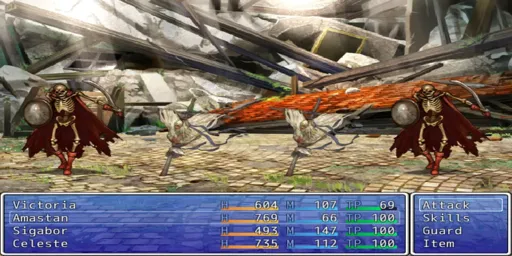 Victoria H 604 M 107 TP 69 Attack
Amastan H 769 M 66 TP 100 Skills
Sigabor H 493 M 147 TP 100 Guard
Celeste H 735 M 112 TP 100 Item